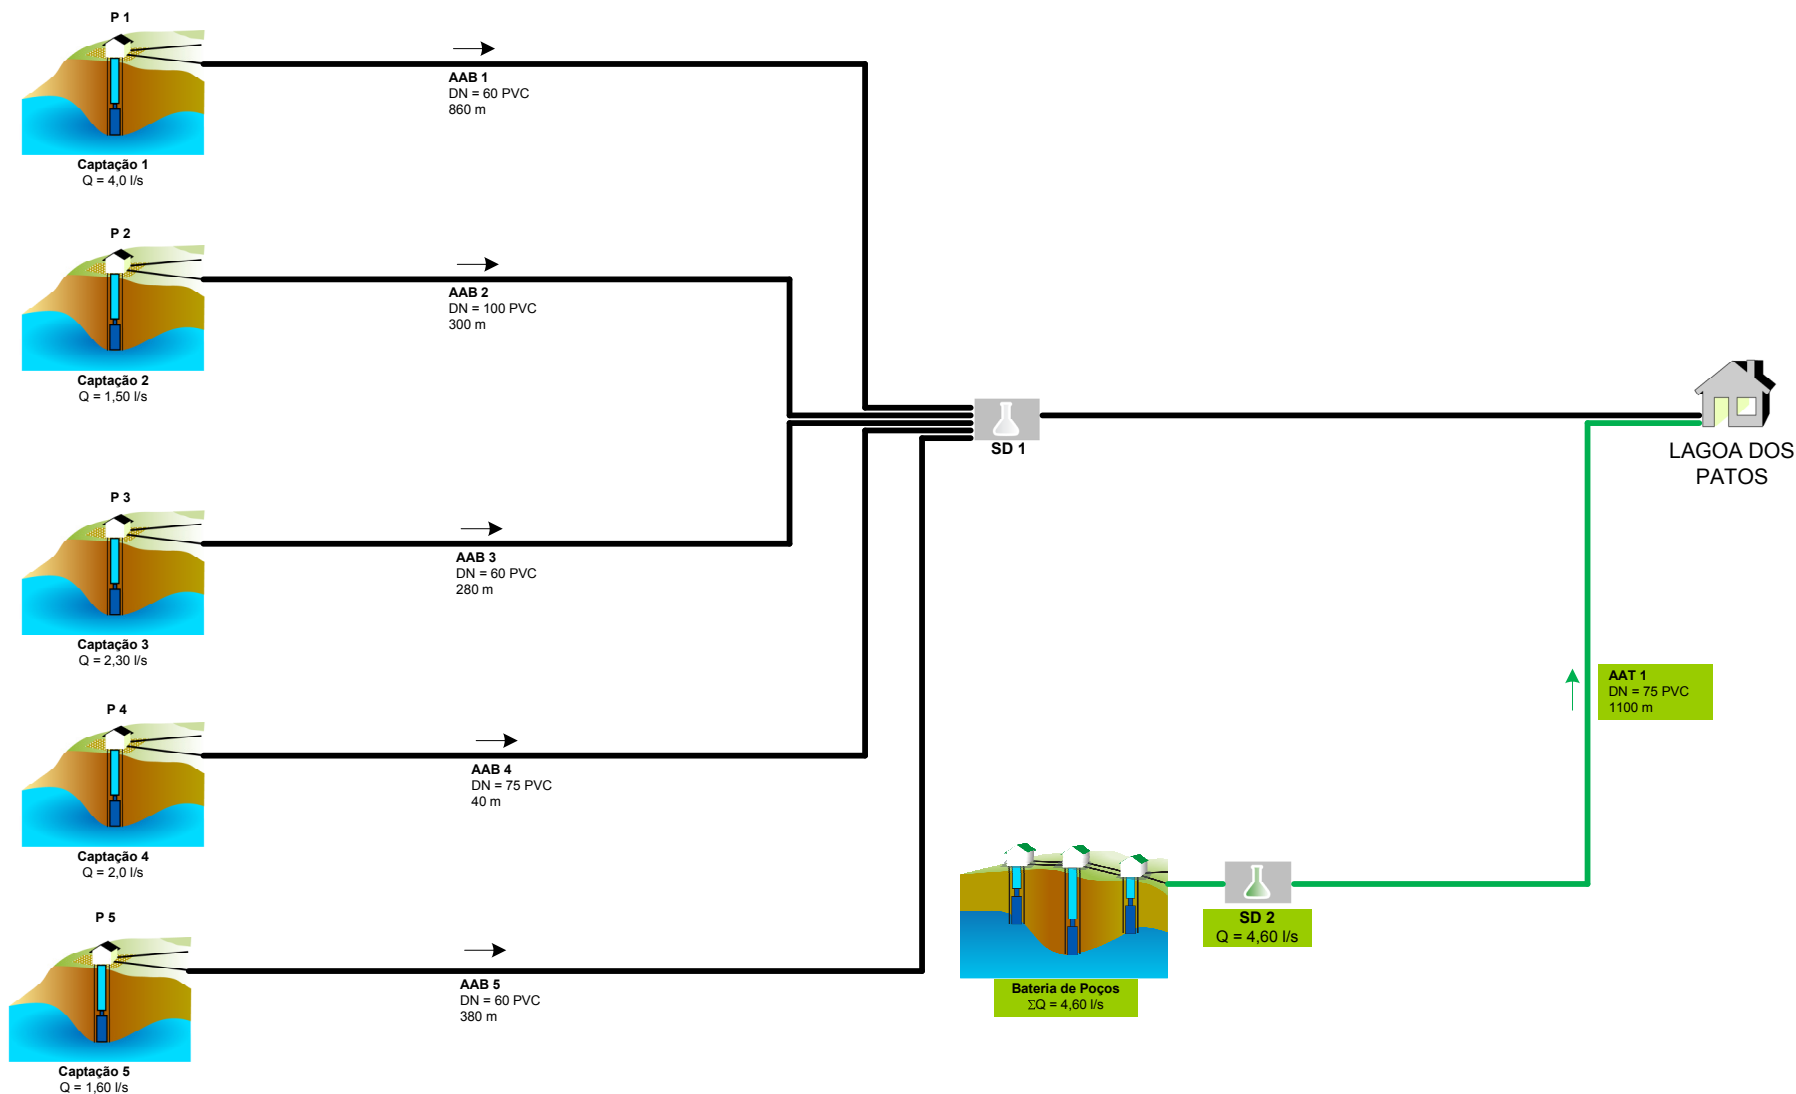 P 1
AAB 1
DN = 60 PVC
860 m
Captação 1
Q = 4,0 l/s
P 2
AAB 2
DN = 100 PVC
300 m
Captação 2
Q = 1,50 l/s
SD 1
LAGOA DOS
PATOS
P 3
AAB 3
DN = 60 PVC
280 m
Captação 3
Q = 2,30 l/s
AAT 1
DN = 75 PVC
1100 m
P 4
AAB 4
DN = 75 PVC
40 m
Captação 4
Q = 2,0 l/s
P 5
AAB 5
DN = 60 PVC
380 m
Captação 5
Q = 1,60 l/s
SD 2
Q = 4,60 l/s
Bateria de Poços
ΣQ = 4,60 l/s